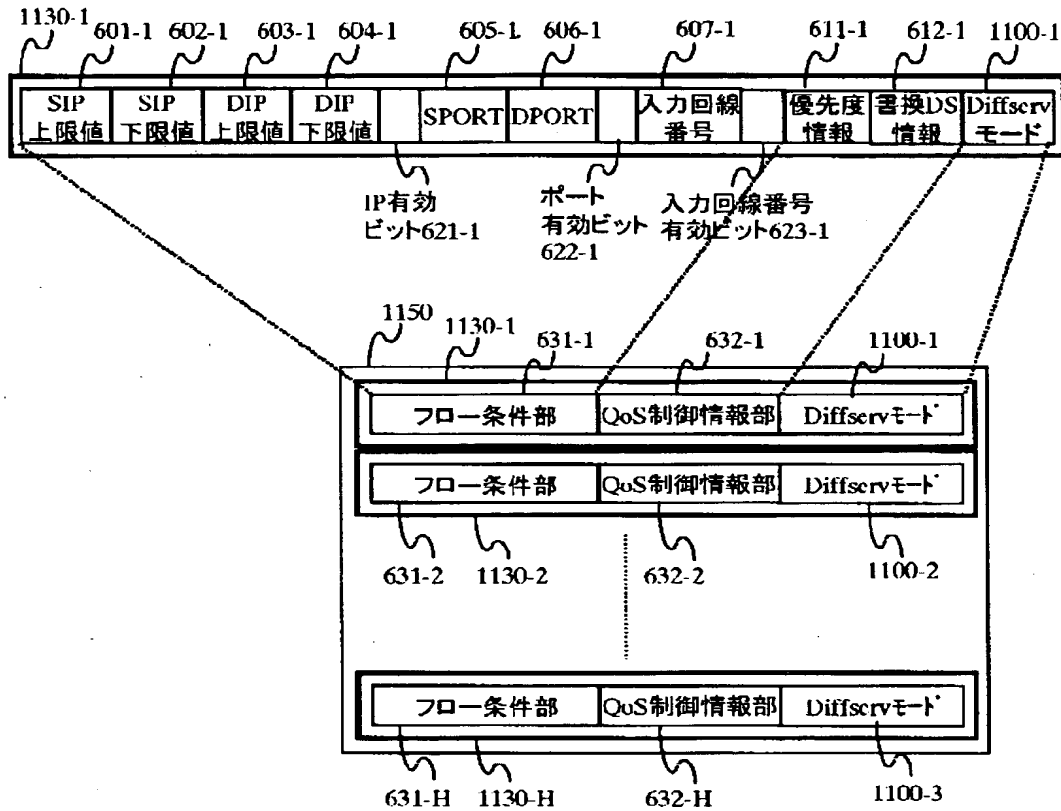 1130-1
601-1 602-1 603-1 604-1 605-1 606-1 607-1 611-1 612-1 1100-1
SIP
上限値
SIP
下限値
DIP
上限値
DIP
下限値
SPORT
DPORT
入力回線
番号
優先度
情報
書換DS
情報
Diffserv
モード
IP有効
ビット621-1
ポート
有効ビット
622-1
入力回線番号
有効ビット623-1
1150
1130-1
631-1
632-1
1100-1
フロー条件部 QoS制御情報部 Diffservモード
フロー条件部 QoS制御情報部 Diffservモード
631-2 1130-2 632-2 1100-2
フロー条件部 QoS制御情報部 Diffservモード
631-H 1130-H 632-H 1100-3